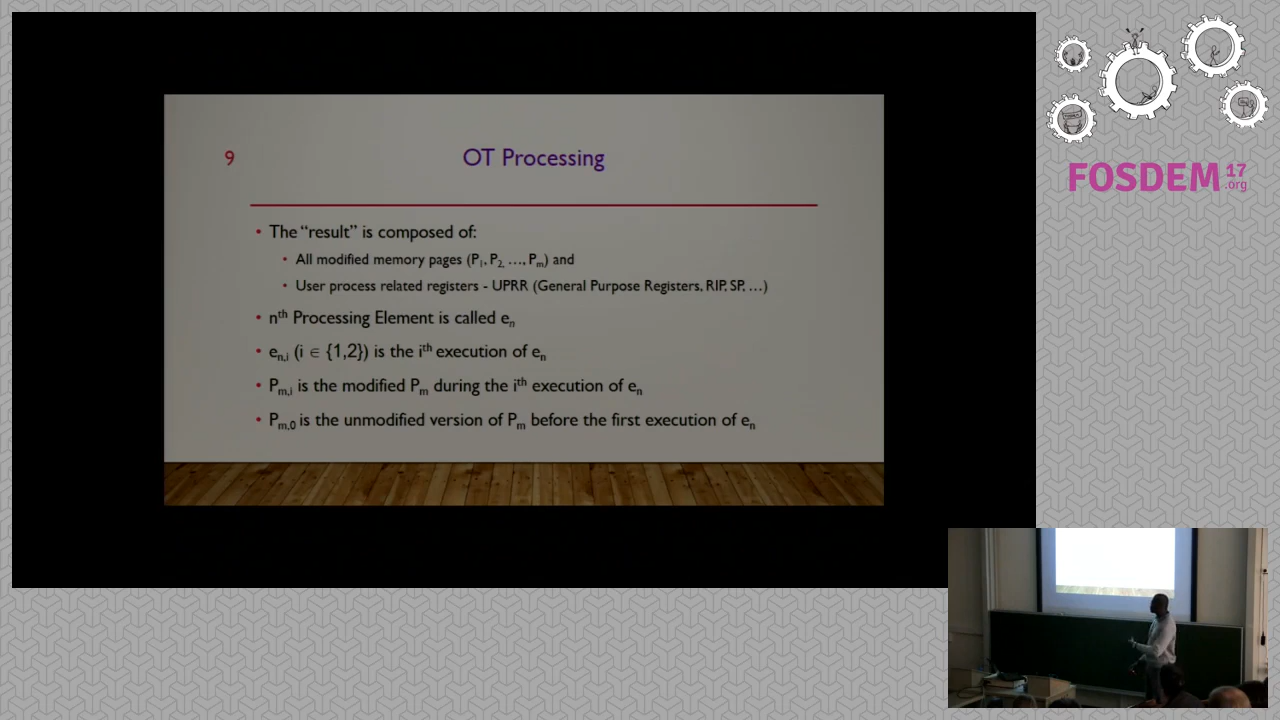 9
OT Processing
• The “result” is composed of:
• All modified memory pages (P1, P2, …, Pm) and
• User process related registers - UPRR (General Purpose Registers, RIP, SP, …)
• nth Processing Element is called en
• en,i (i ∈ {1,2}) is the ith execution of en
• Pm,i is the modified Pm during the ith execution of en
• Pm,0 is the unmodified version of Pm before the first execution of en
FOSDEM 17
.org